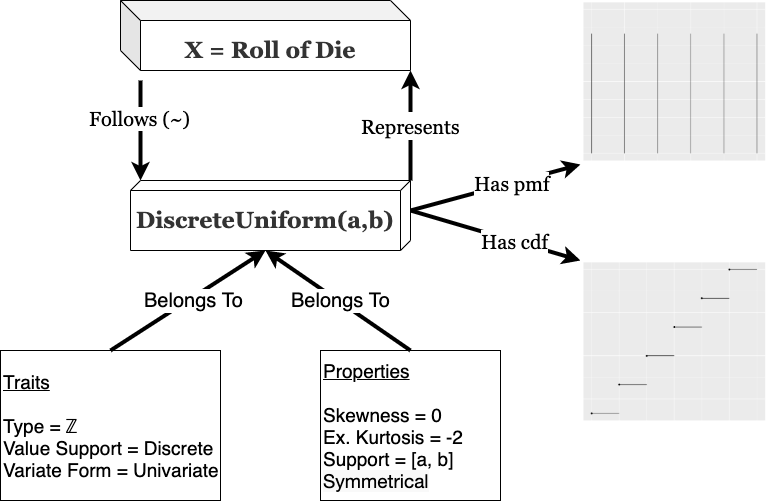 X = Roll of Die
Follows (~)
Represents
Has pmf
DiscreteUniform(a,b)
Has cdf
Belongs To
Belongs To
Traits
Type = ℤ
Value Support = Discrete
Variate Form = Univariate
Properties
Skewness = 0
Ex. Kurtosis = -2
Support = [a, b]
Symmetrical